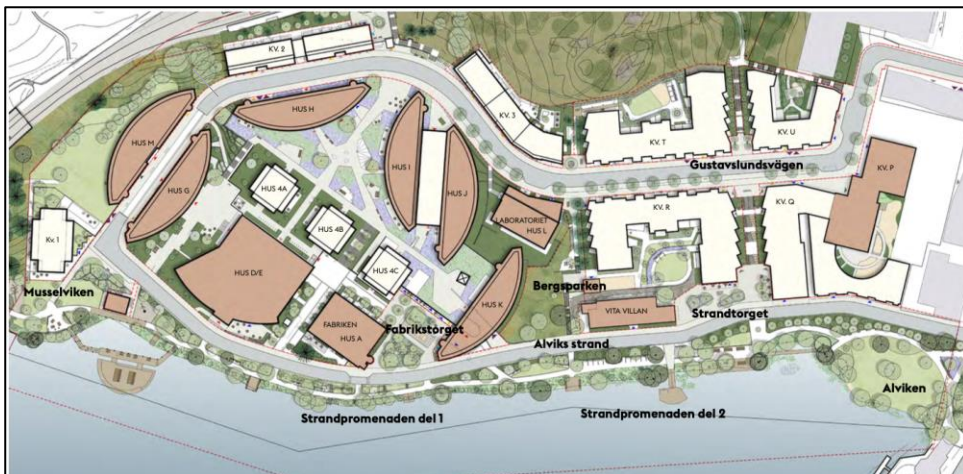 KV. 2
HUS H
KV. 3
HUS M
HUS G
HUS I
HUS J
KV. T
KV. U
Gustavslundsvägen
KV. P
HUS 4A
HUS 4B
HUS 4C
LABORATORIET
HUS L
KV. R
KV. Q
Kv. 1
HUS D/E
Musselviken
Bergsparken
HUS K
FABRIKEN
HUS A
Fabrikstorget
VITA VILLAN
Strandtorget
Alviks strand
Alviken
Strandpromenaden del 1
Strandpromenaden del 2